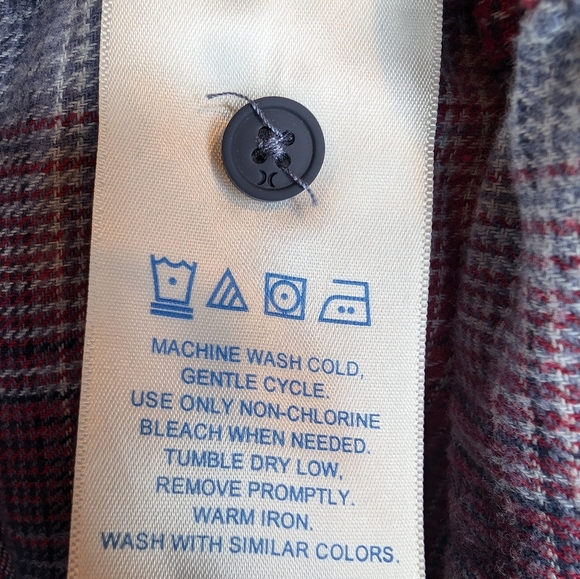 MACHINE WASH COLD,
GENTLE CYCLE.
USE ONLY NON-CHLORINE
BLEACH WHEN NEEDED.
TUMBLE DRY LOW,
REMOVE PROMPTLY.
WARM IRON.
WASH WITH SIMILAR COLORS.